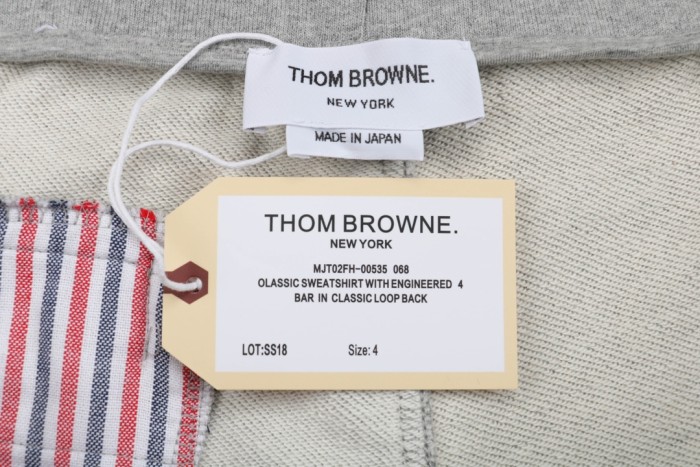 THOM BROWNE.
NEW YORK
MADE IN JAPAN
THOM BROWNE.
NEW YORK
MJT02FH-00535 068
OLASSIC SWEATSHIRT WITH ENGINEERED 4
BAR IN CLASSIC LOOP BACK
LOT:SS18 Size: 4